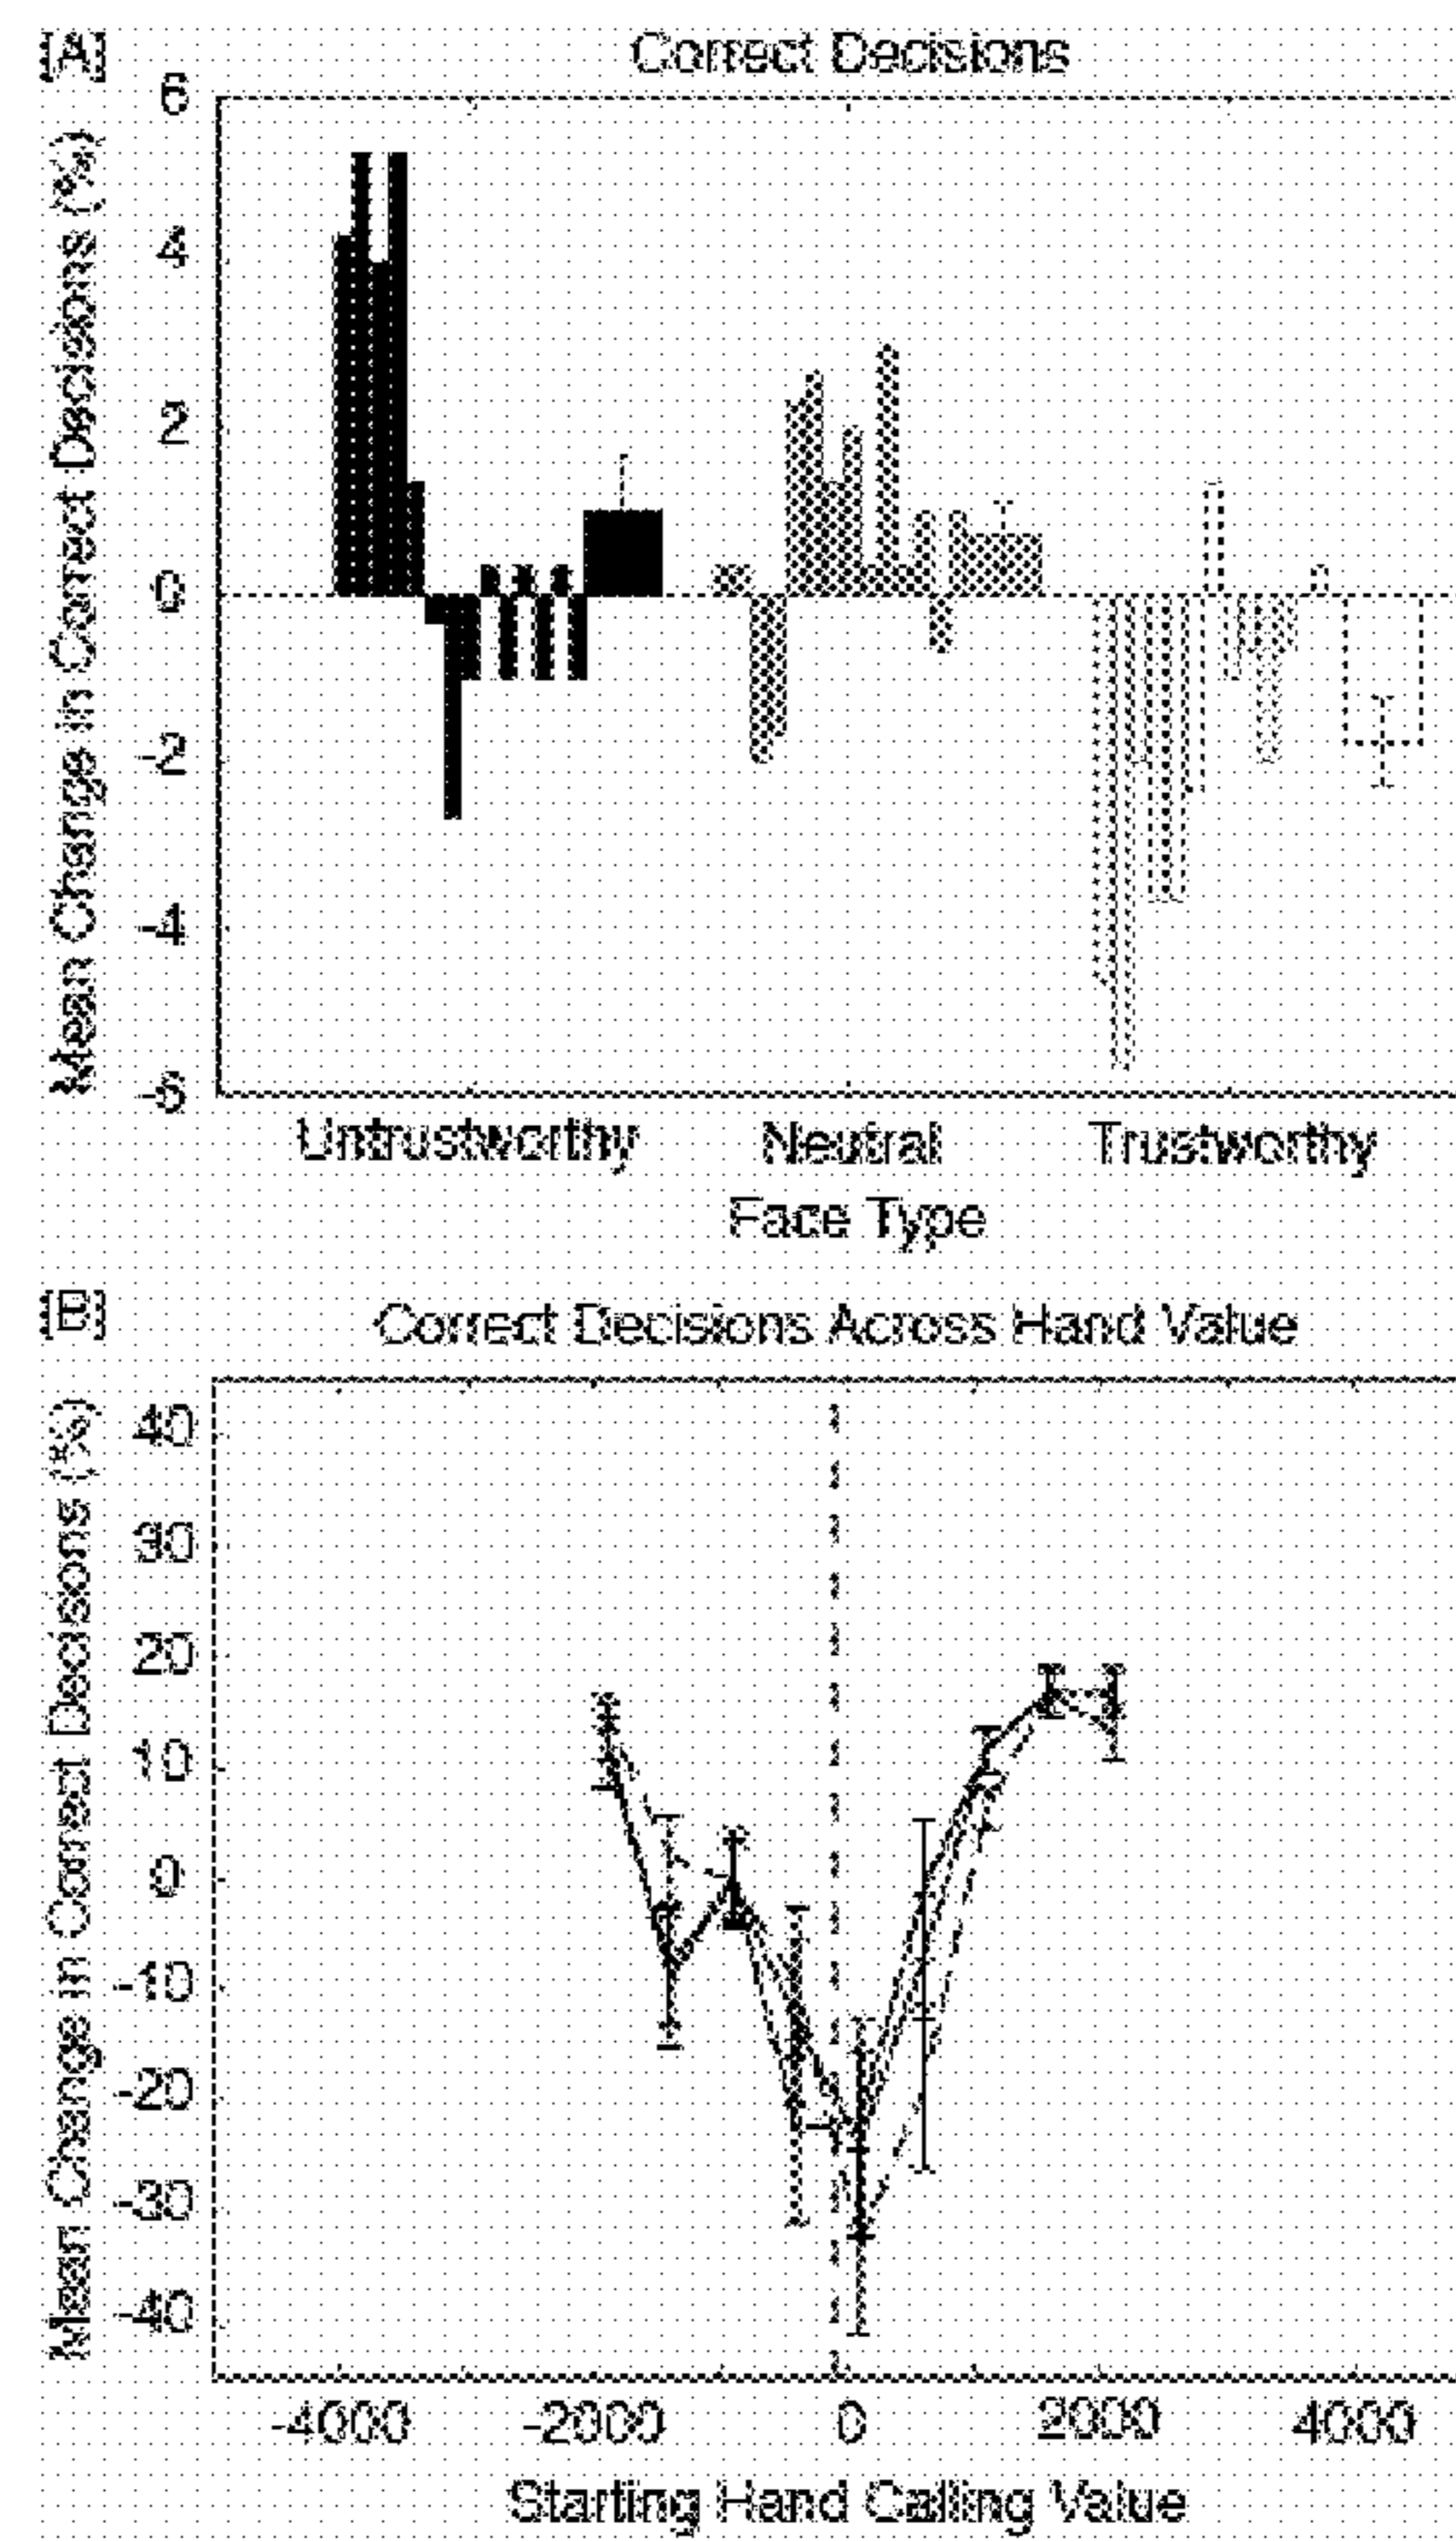 [A] Correct Decisions
Mean Change in Correct Decisions (%)
6
4
2
0
-2
-4
-6
Untrustworthy Neutral Trustworthy
Face Type
[B] Correct Decisions Across Hand Value
Mean Change in Correct Decisions (%)
40
30
20
10
0
-10
-20
-30
-40
-4000 -2000 0 2000 4000
Starting Hand Calling Value